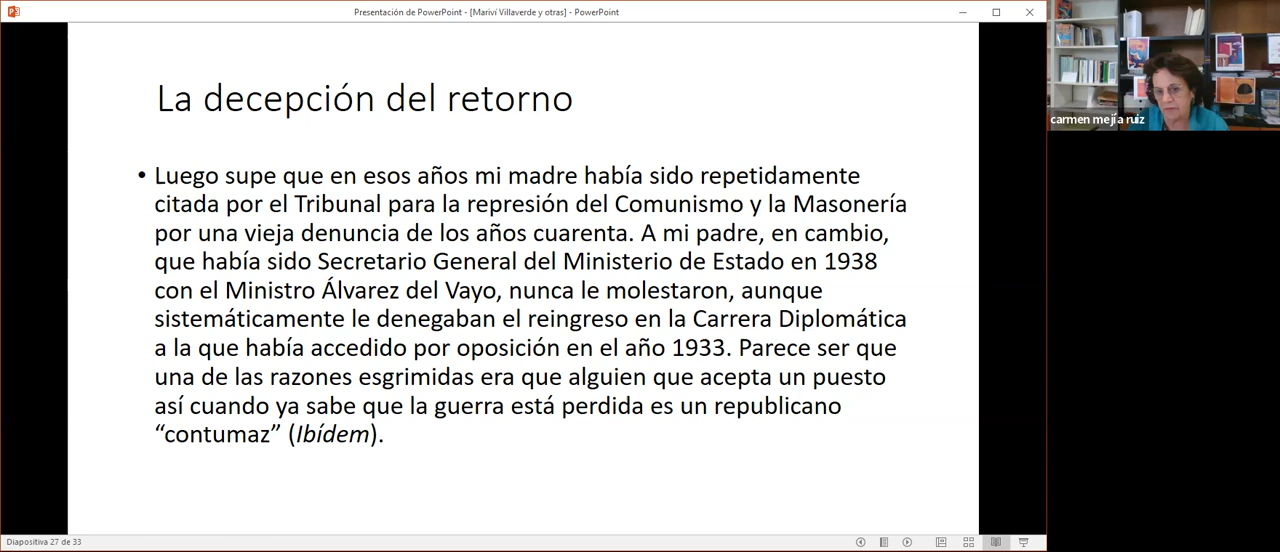 Presentación de PowerPoint - [Mariví Villaverde y otras] - PowerPoint
La decepción del retorno
• Luego supe que en esos años mi madre había sido repetidamente
citada por el Tribunal para la represión del Comunismo y la Masonería
por una vieja denuncia de los años cuarenta. A mi padre, en cambio,
que había sido Secretario General del Ministerio de Estado en 1938
con el Ministro Álvarez del Vayo, nunca le molestaron, aunque
sistemáticamente le denegaban el reingreso en la Carrera Diplomática
a la que había accedido por oposición en el año 1933. Parece ser que
una de las razones esgrimidas era que alguien que acepta un puesto
así cuando ya sabe que la guerra está perdida es un republicano
“contumaz” (Ibídem).
carmen mejía ruiz
Diapositiva 27 de 33